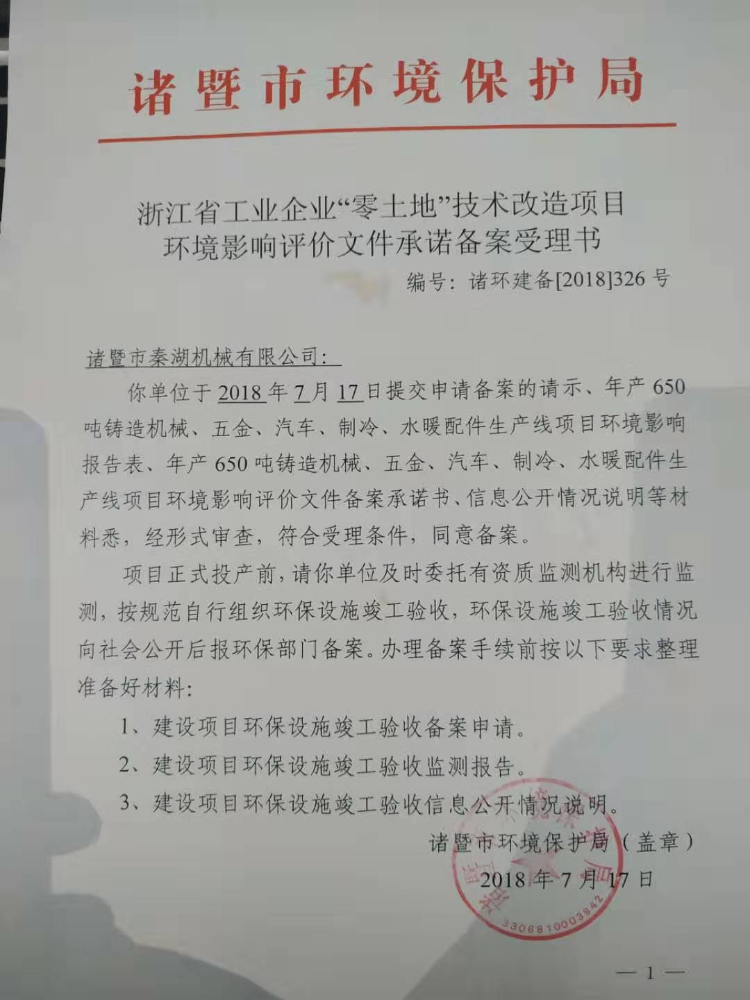 诸暨市环境保护局
浙江省工业企业“零土地”技术改造项目
环境影响评价文件承诺备案受理书
编号：诸环建备[2018]326 号
诸暨市秦湖机械有限公司：
你单位于 2018 年 7 月 17 日提交申请备案的请示、年产 650
吨铸造机械、五金、汽车、制冷、水暖配件生产线项目环境影响
报告表、年产 650 吨铸造机械、五金、汽车、制冷、水暖配件生
产线项目环境影响评价文件备案承诺书、信息公开情况说明等材
料悉，经形式审查，符合受理条件，同意备案。
项目正式投产前，请你单位及时委托有资质监测机构进行监
测，按规范自行组织环保设施竣工验收，环保设施竣工验收情况
向社会公开后报环保部门备案。办理备案手续前按以下要求整理
准备好材料：
1、建设项目环保设施竣工验收备案申请。
2、建设项目环保设施竣工验收监测报告。
3、建设项目环保设施竣工验收信息公开情况说明。
诸暨市环境保护局（盖章）
2018 年 7 月 17 日
诸暨市环境保护局
3306810003942
— 1 —